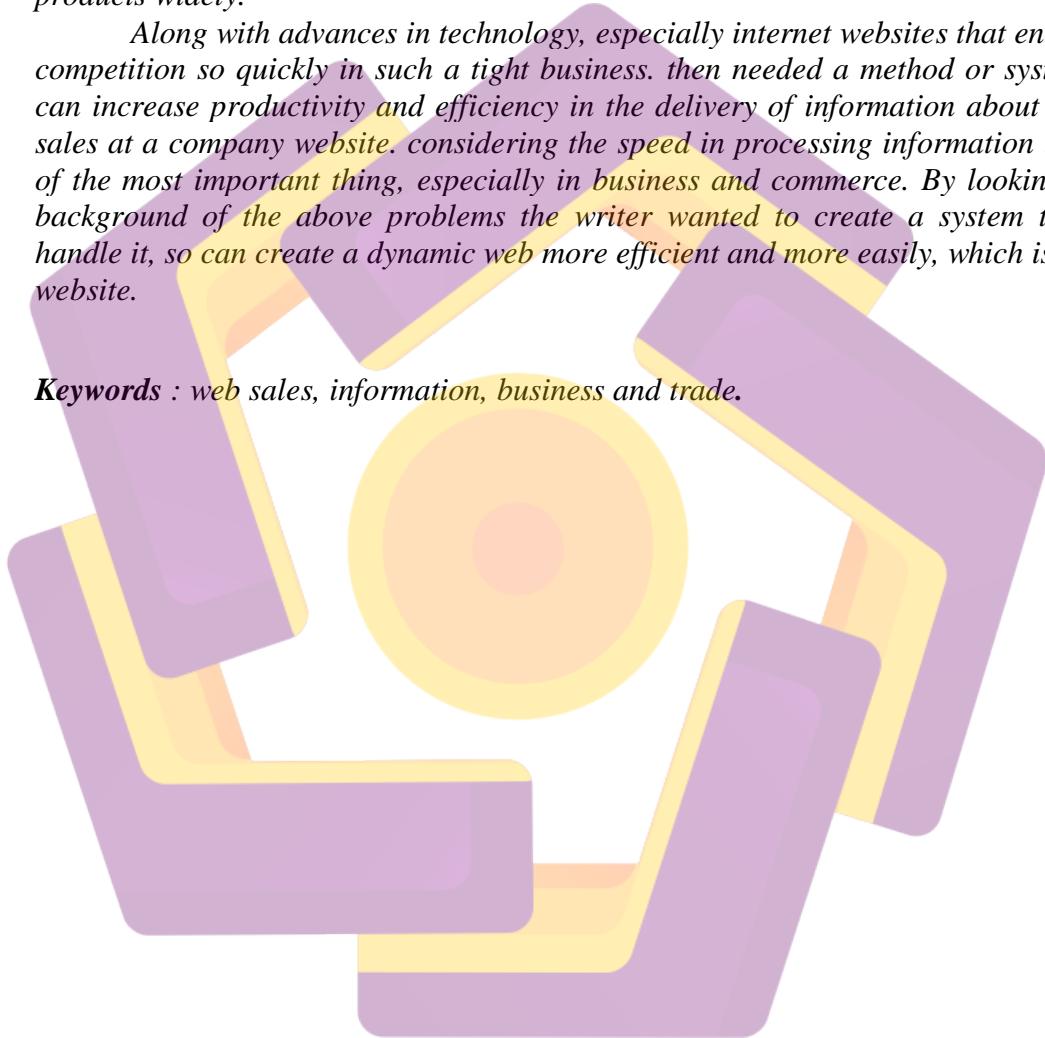 products widely.
Along with advances in technology, especially internet websites that en
competition so quickly in such a tight business. then needed a method or sys
can increase productivity and efficiency in the delivery of information about
sales at a company website. considering the speed in processing information
of the most important thing, especially in business and commerce. By lookin
background of the above problems the writer wanted to create a system t
handle it, so can create a dynamic web more efficient and more easily, which is
website.
Keywords : web sales, information, business and trade.